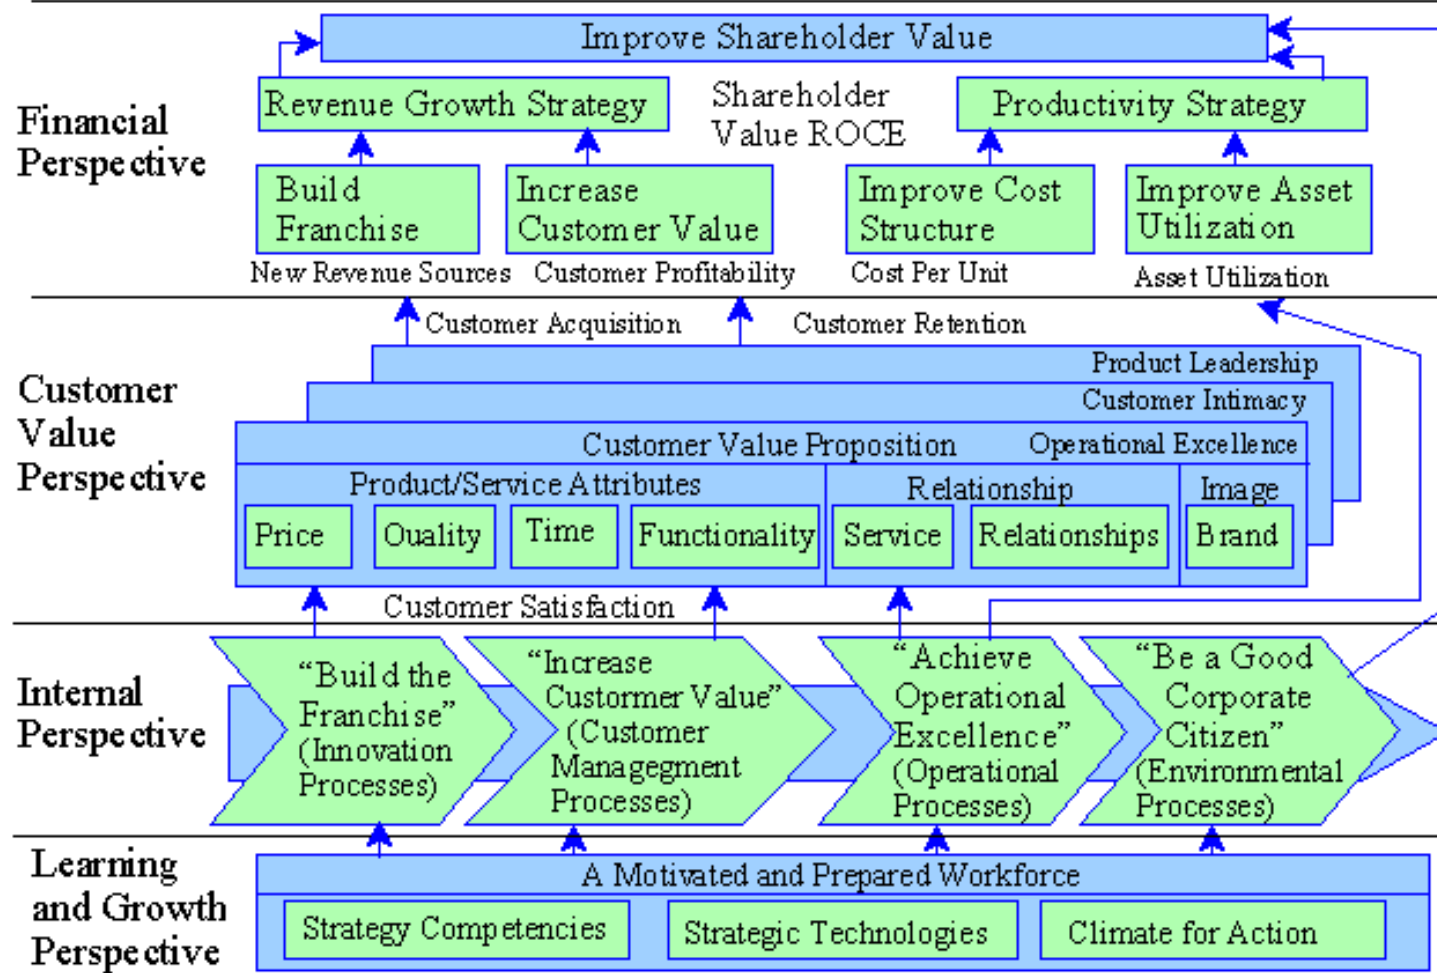 Improve Shareholder Value
Revenue Growth Strategy
Shareholder
Value ROCE
Productivity Strategy
Financial
Perspective
Build
Franchise
Increase
Customer Value
Improve Cost
Structure
Improve Asset
Utilization
New Revenue Sources
Customer Profitability
Cost Per Unit
Asset Utilization
Customer Acquisition
Customer Retention
Customer
Value
Perspective
Product Leadership
Customer Intimacy
Customer Value Proposition
Operational Excellence
Product/Service Attributes
Relationship
Image
Price
Quality
Time
Functionality
Service
Relationships
Brand
Customer Satisfaction
Internal
Perspective
“Build the
Franchise”
(Innovation
Processes)
“Increase
Custormer Value”
(Customer
Managegment
Processes)
“Achieve
Operational
Excellence”
(Operational
Processes)
“Be a Good
Corporate
Citizen”
(Environmental
Processes)
Learning
and Growth
Perspective
A Motivated and Prepared Workforce
Strategy Competencies
Strategic Technologies
Climate for Action